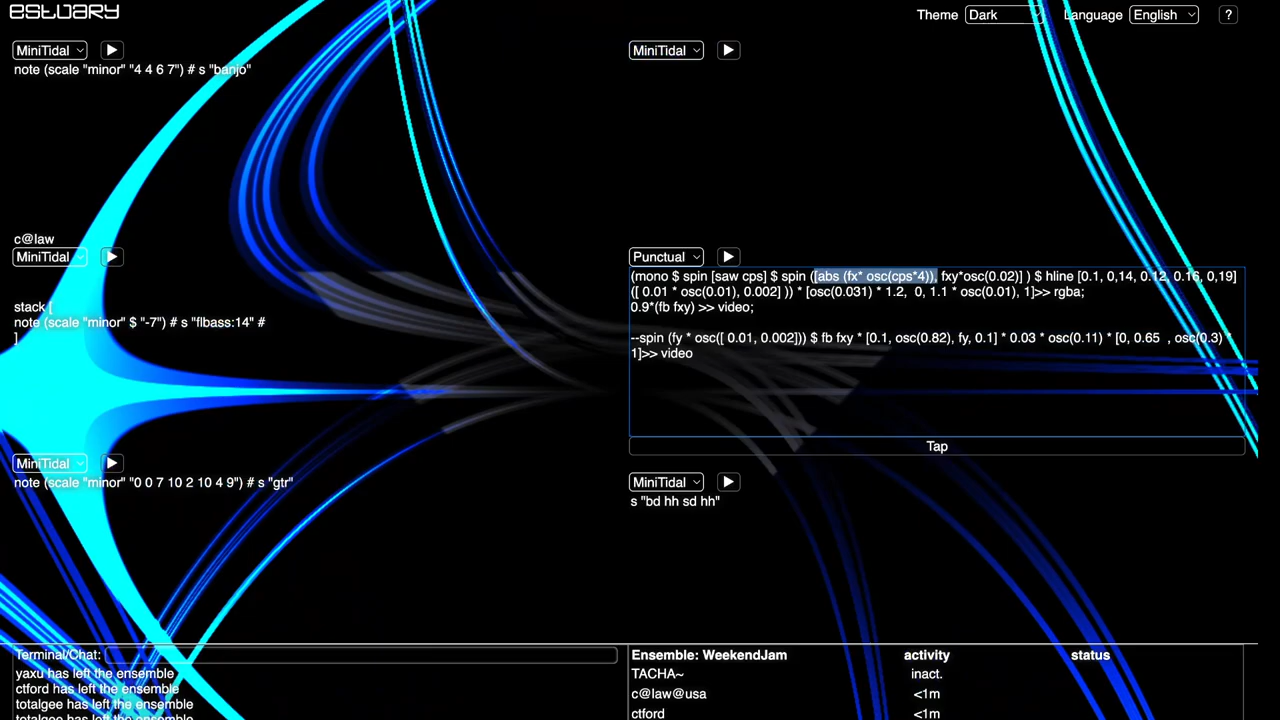 estuary
Theme Dark Language English ?
MiniTidal
note (scale "minor" "4 4 6 7") # s "banjo"
c@law
MiniTidal
stack [
note (scale "minor" $ "-7") # s "flbass:14" #
]
MiniTidal
note (scale "minor" "0 0 7 10 2 10 4 9") # s "gtr"
MiniTidal
Punctual
(mono $ spin [saw cps] $ spin ([abs (fx* osc(cps*4)), fxy*osc(0.02)] ) $ hline [0.1, 0,14, 0.12, 0.16, 0,19]
([ 0.01 * osc(0.01), 0.002] )) * [osc(0.031) * 1.2,  0, 1.1 * osc(0.01), 1]>> rgba;
0.9*(fb fxy) >> video;
--spin (fy * osc([ 0.01, 0.002])) $ fb fxy * [0.1, osc(0.82), fy, 0.1] * 0.03 * osc(0.11) * [0, 0.65  , osc(0.3) *
1]>> video
Tap
MiniTidal
s "bd hh sd hh"
Terminal/Chat:
yaxu has left the ensemble
ctford has left the ensemble
totalgee has left the ensemble
totalgee has left the ensemble
Ensemble: WeekendJam activity status
TACHA~ inact.
c@law@usa <1m
ctford <1m